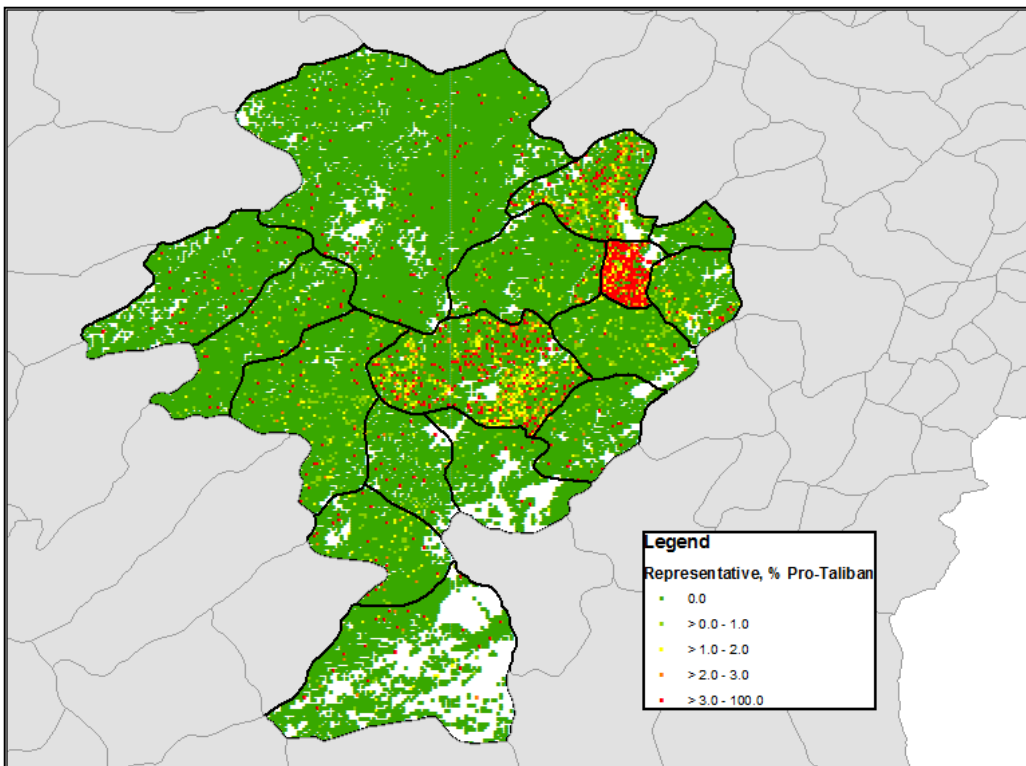 Legend
Representative, % Pro-Taliban
0.0
> 0.0 - 1.0
> 1.0 - 2.0
> 2.0 - 3.0
> 3.0 - 100.0